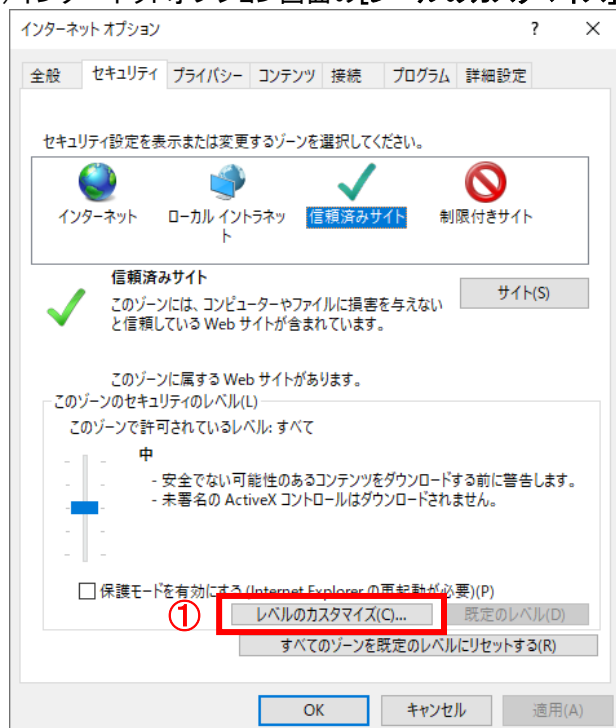 インターネット オプション ? ×
全般 セキュリティ プライバシー コンテンツ 接続 プログラム 詳細設定
セキュリティ設定を表示または変更するゾーンを選択してください。
インターネット ローカル イントラネッ
ト 信頼済みサイト 制限付きサイト
信頼済みサイト
このゾーンには、コンピューターやファイルに損害を与えない
と信頼している Web サイトが含まれています。
サイト(S)
このゾーンに属する Web サイトがあります。
このゾーンのセキュリティのレベル(L)
このゾーンで許可されているレベル: すべて
中
- 安全でない可能性のあるコンテンツをダウンロードする前に警告します。
- 未署名の ActiveX コントロールはダウンロードされません。
保護モードを有効にする (Internet Explorer の再起動が必要)(P)
① レベルのカスタマイズ(C)... 既定のレベル(D)
すべてのゾーンを既定のレベルにリセットする(R)
OK キャンセル 適用(A)